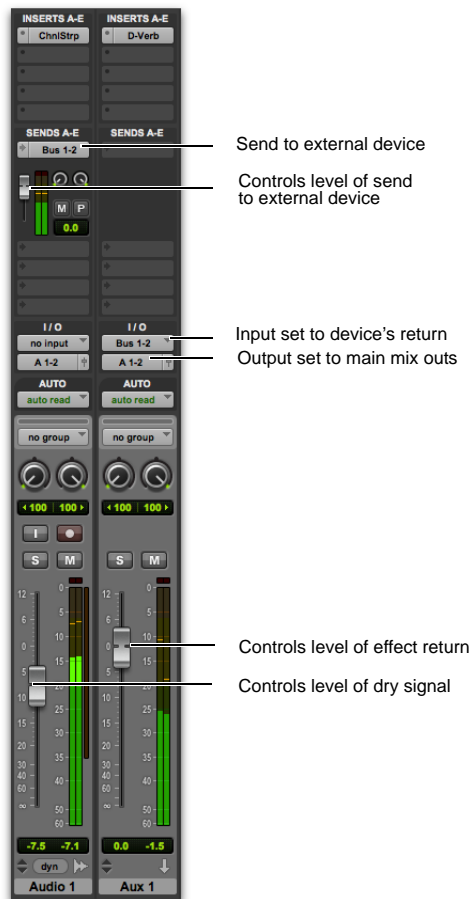 INSERTS A-E INSERTS A-E
ChnlStrp D-Verb
SENDS A-E SENDS A-E
Bus 1-2
Send to external device
Controls level of send
to external device
M P
0.0
I / O I / O
no input Bus 1-2
Input set to device's return
A 1-2 A 1-2
Output set to main mix outs
AUTO AUTO
auto read auto read
no group no group
100 100 100 100
I
S M S M
12 0 12 0
6 5 6 5
0 10 0 10
Controls level of effect return
5 15 5 15
20 20
Controls level of dry signal
10 25 10 25
15 30 15 30
20 35 20 35
30 30
40 40 40 40
60 60
∞ 50 ∞ 50
60 60
-7.5 -7.1 0.0 -1.5
dyn
Audio 1 Aux 1